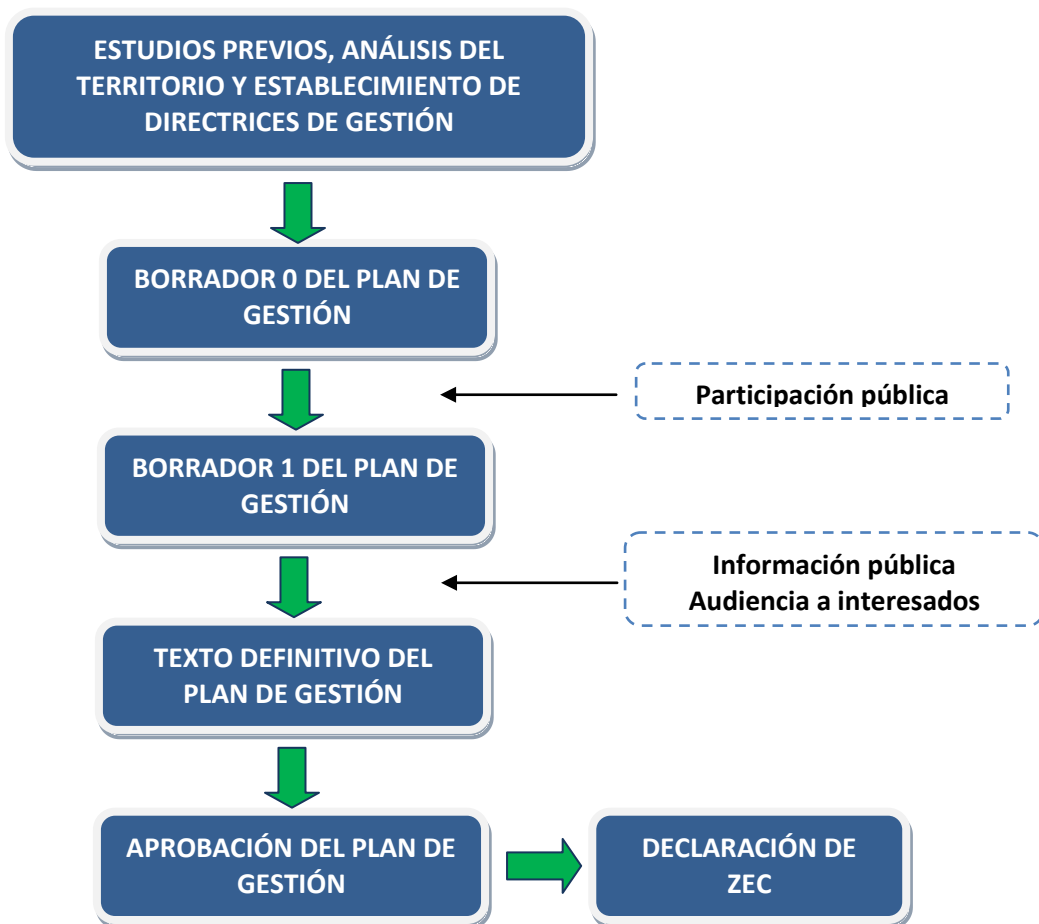 ESTUDIOS PREVIOS, ANÁLISIS DEL
TERRITORIO Y ESTABLECIMIENTO DE
DIRECTRICES DE GESTIÓN
BORRADOR 0 DEL PLAN DE
GESTIÓN
Participación pública
BORRADOR 1 DEL PLAN DE
GESTIÓN
Información pública
Audiencia a interesados
TEXTO DEFINITIVO DEL
PLAN DE GESTIÓN
APROBACIÓN DEL PLAN DE
GESTIÓN
DECLARACIÓN DE
ZEC